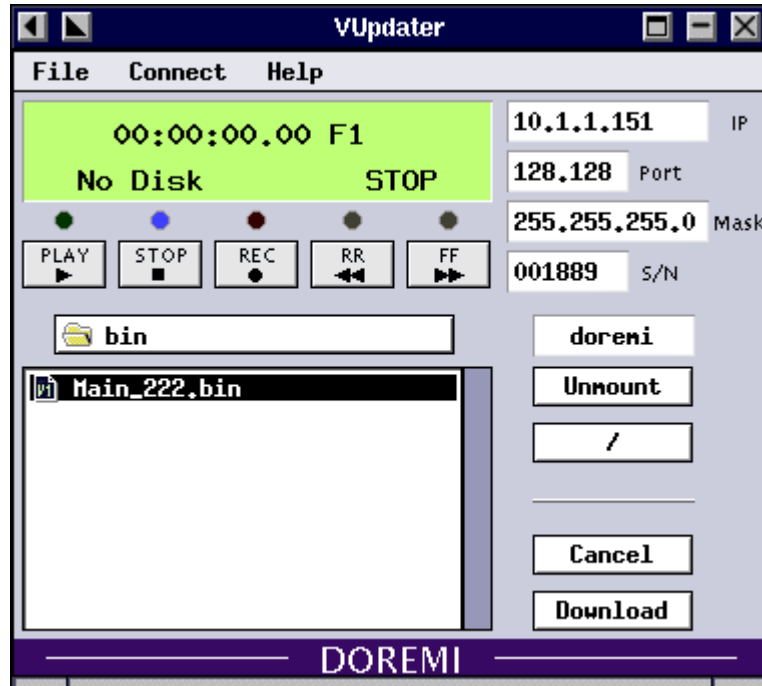 VUpdater
File Connect Help
00:00:00.00 F1
No Disk STOP
PLAY STOP REC RR FF
10.1.1.151 IP
128.128 Port
255.255.255.0 Mask
001889 S/N
bin
Main_222.bin
doremi
Unmount
/
Cancel
Download
DOREMI